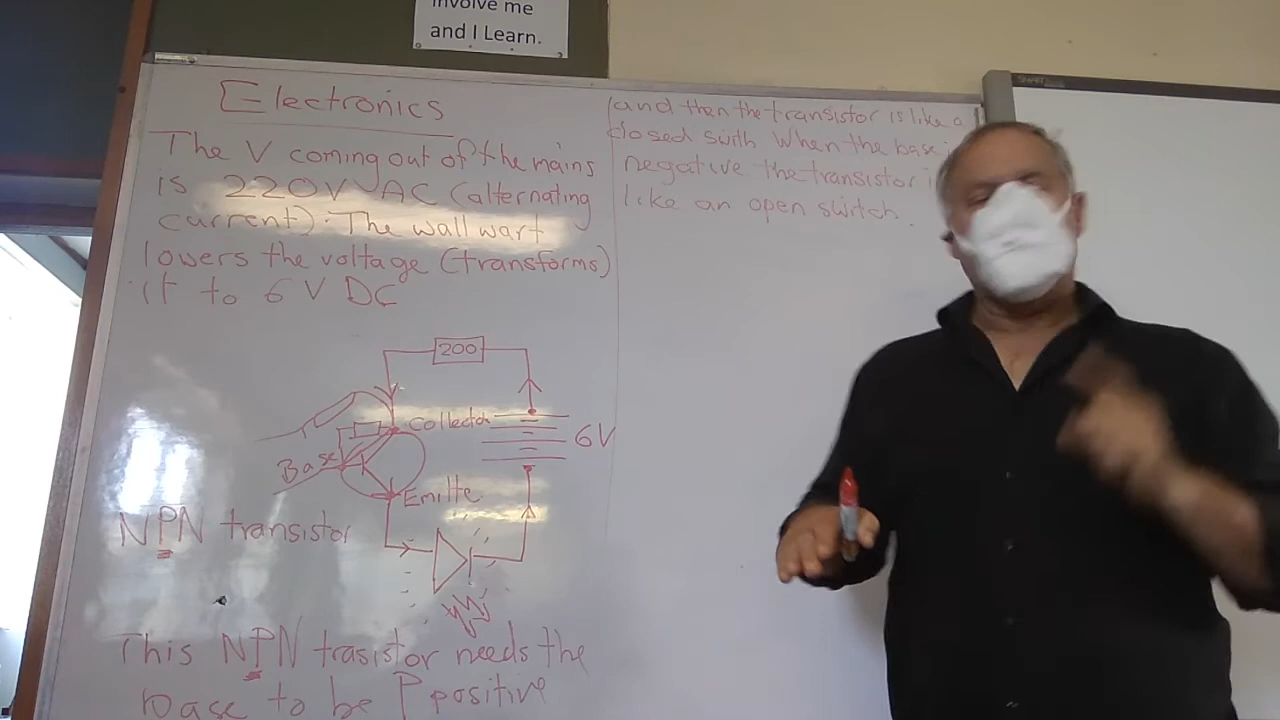 involve me
and I Learn.
Electronics
The V coming out of the mains
is 220V AC (alternating
current). The wall wart
lowers the voltage (transforms)
it to 6V DC
200
Collector
6V
Base
Emitte
NPN transistor
This NPN trasistor needs the
base to be P positive
(and then the transistor is like a
closed swith When the base
negative the transistor
like an open switch.
SMART